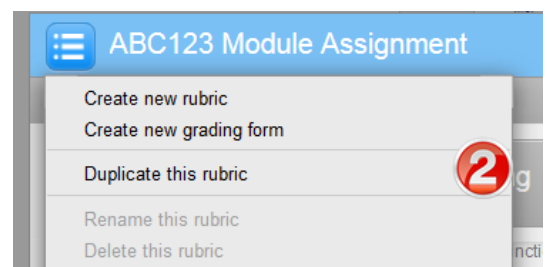 ABC123 Module Assignment
Create new rubric
Create new grading form
Duplicate this rubric
2
g
Rename this rubric
Delete this rubric
ncti